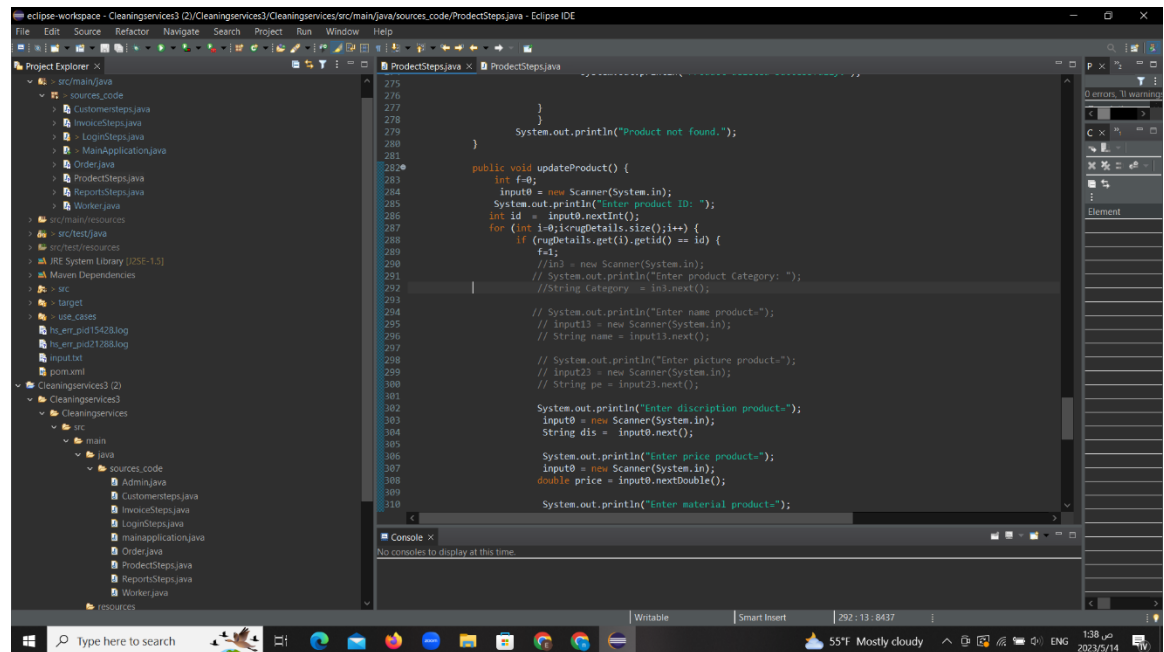 eclipse-workspace - Cleaningservices3 (2)/Cleaningservices3/Cleaningservices/src/main/java/sources_code/ProdectSteps.java - Eclipse IDE
File Edit Source Refactor Navigate Search Project Run Window Help
Project Explorer
> src/main/java
sources_code
Customersteps.java
InvoiceSteps.java
> LoginSteps.java
> MainApplication.java
Order.java
ProdectSteps.java
ReportsSteps.java
Worker.java
src/main/resources
> src/test/java
src/test/resources
JRE System Library [J2SE-1.5]
Maven Dependencies
> src
> target
> use_cases
hs_err_pid15428.log
hs_err_pid21288.log
input.txt
pom.xml
Cleaningservices3 (2)
Cleaningservices3
Cleaningservices
src
main
java
sources_code
Admin.java
Customersteps.java
InvoiceSteps.java
LoginSteps.java
mainapplication.java
Order.java
ProdectSteps.java
ReportsSteps.java
Worker.java
resources
ProdectSteps.java ProdectSteps.java
275
276
277 }
278 }
279 System.out.println("Product not found.");
280 }
281
282 public void updateProduct() {
283 int f=0;
284 input0 = new Scanner(System.in);
285 System.out.println("Enter product ID: ");
286 int id = input0.nextInt();
287 for (int i=0;i<rugDetails.size();i++) {
288 if (rugDetails.get(i).getid() == id) {
289 f=1;
290 //in3 = new Scanner(System.in);
291 // System.out.println("Enter product Category: ");
292 //String Category = in3.next();
293
294 // System.out.println("Enter name product=");
295 // input13 = new Scanner(System.in);
296 // String name = input13.next();
297
298 // System.out.println("Enter picture product=");
299 // input23 = new Scanner(System.in);
300 // String pe = input23.next();
301
302 System.out.println("Enter discription product=");
303 input0 = new Scanner(System.in);
304 String dis = input0.next();
305
306 System.out.println("Enter price product=");
307 input0 = new Scanner(System.in);
308 double price = input0.nextDouble();
309
310 System.out.println("Enter material product=");
Console
No consoles to display at this time.
P
0 errors, 11 warnings
C
Element
Writable Smart Insert 292 : 13 : 8437
Type here to search
55°F Mostly cloudy
ENG
1:38 ص
2023/5/14